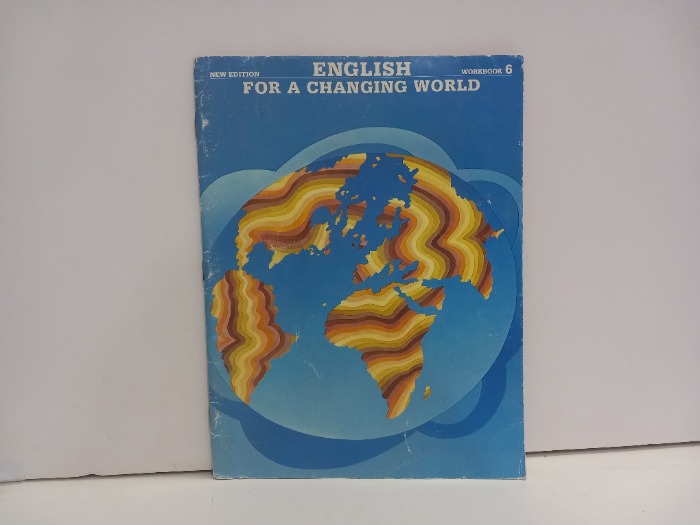 NEW EDITION
ENGLISH
WORKBOOK 6
FOR A CHANGING WORLD